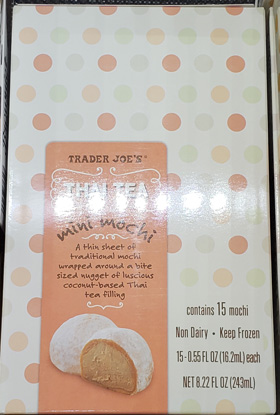 TRADER JOE'S
THAI TEA
mini mochi
A thin sheet of
traditional mochi
wrapped around a bite
sized nugget of luscious
coconut-based Thai
tea filling
contains 15 mochi
Non Dairy • Keep Frozen
15 - 0.55 FL OZ (16.2mL) each
NET 8.22 FL OZ (243mL)